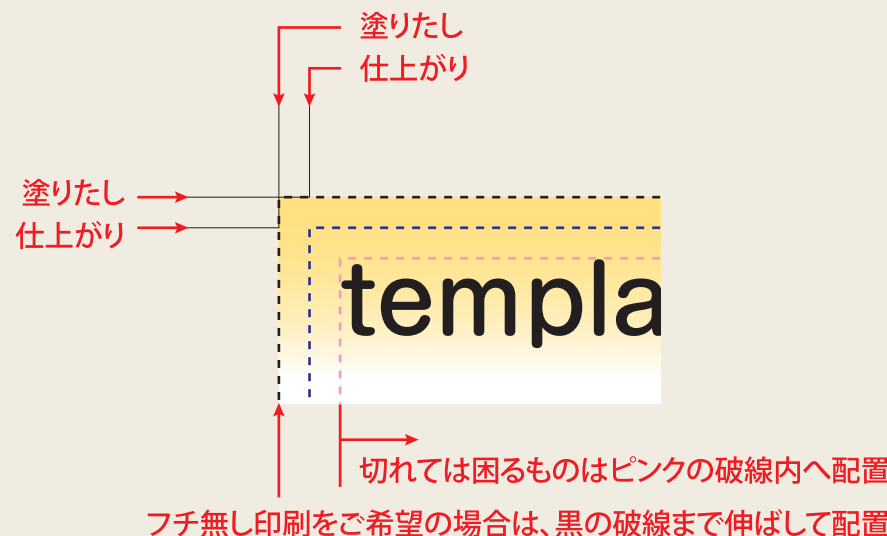 塗りたし
仕上がり
塗りたし
仕上がり
templa
切れては困るものはピンクの破線内へ配置
フチ無し印刷をご希望の場合は、黒の破線まで伸ばして配置